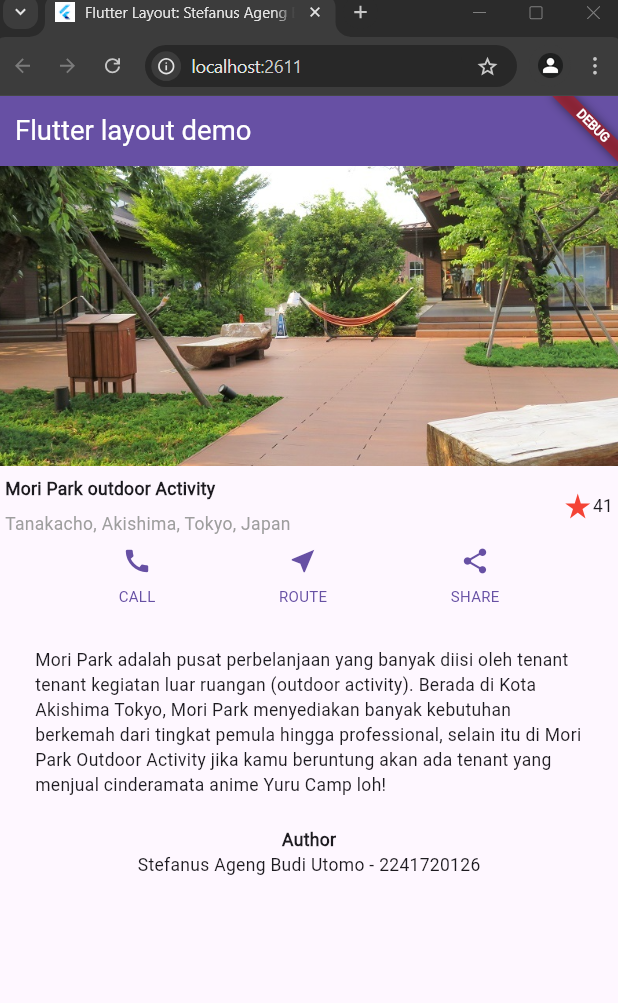 Flutter Layout: Stefanus Ageng
localhost:2611
Flutter layout demo
DEBUG
Mori Park outdoor Activity
Tanakacho, Akishima, Tokyo, Japan
41
CALL ROUTE SHARE
Mori Park adalah pusat perbelanjaan yang banyak diisi oleh tenant
tenant kegiatan luar ruangan (outdoor activity). Berada di Kota
Akishima Tokyo, Mori Park menyediakan banyak kebutuhan
berkemah dari tingkat pemula hingga professional, selain itu di Mori
Park Outdoor Activity jika kamu beruntung akan ada tenant yang
menjual cinderamata anime Yuru Camp loh!
Author
Stefanus Ageng Budi Utomo - 2241720126